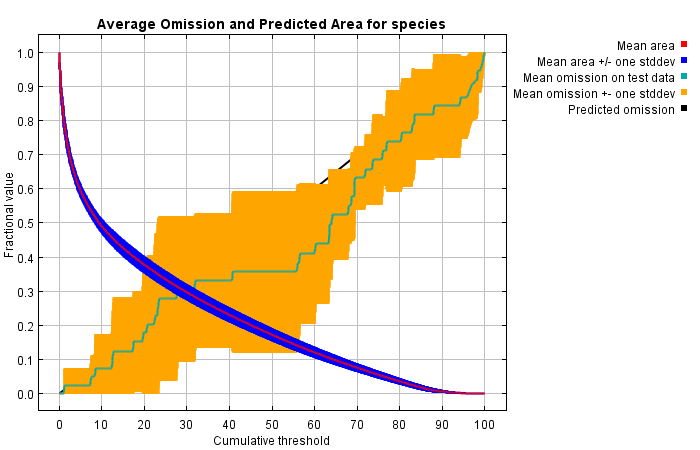 Average Omission and Predicted Area for species
Mean area
Mean area +/- one stddev
Mean omission on test data
Mean omission +- one stddev
Predicted omission
Fractional value
1.0
0.9
0.8
0.7
0.6
0.5
0.4
0.3
0.2
0.1
0.0
0 10 20 30 40 50 60 70 80 90 100
Cumulative threshold